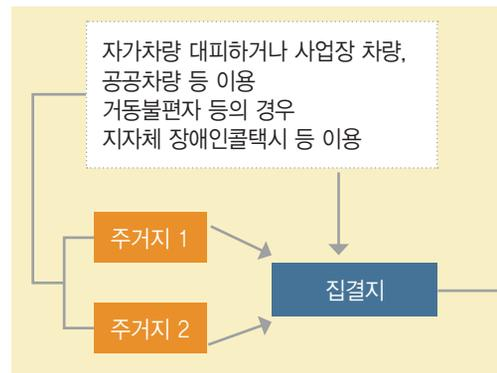 자가차량 대피하거나 사업장 차량,
공공차량 등 이용
거동불편자 등의 경우
지자체 장애인콜택시 등 이용
주거지 1
집결지
주거지 2